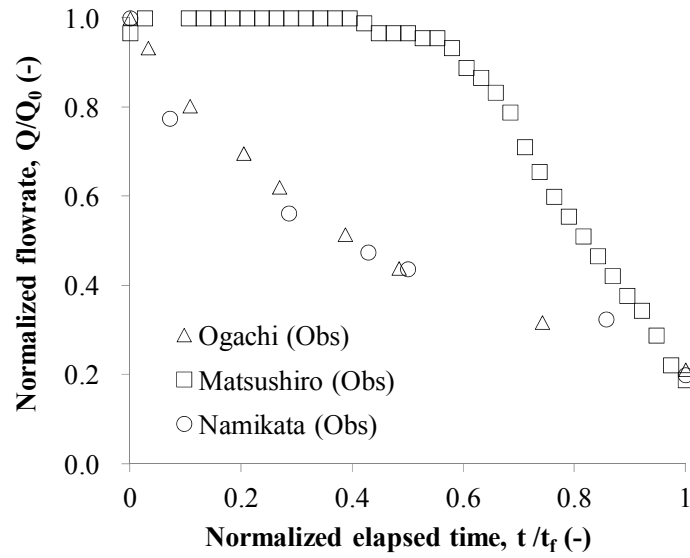 Normalized flowrate, Q/Q0 (-)
1.0
0.8
0.6
0.4
0.2
0.0
Ogachi (Obs)
Matsushiro (Obs)
Namikata (Obs)
0
0.2
0.4
0.6
0.8
1
Normalized elapsed time, t /tf (-)